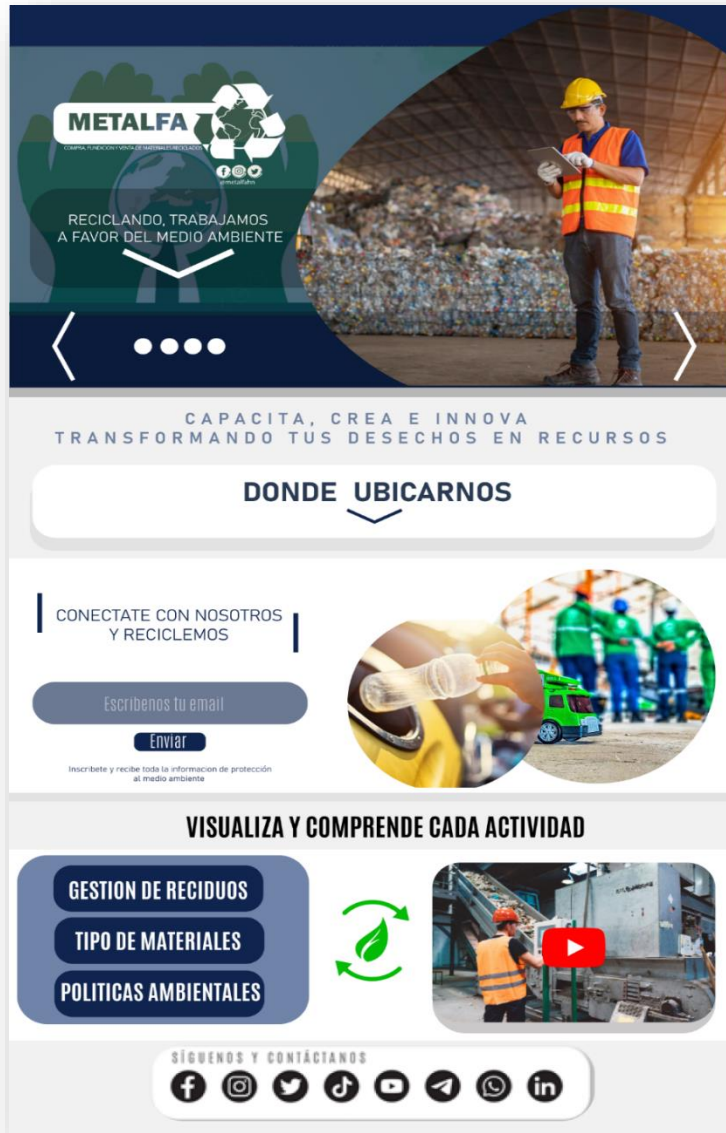 METALFA
COMPRA, FUNDICION Y VENTA DE MATERIALES RECICLADOS
@metalfahn
RECICLANDO, TRABAJAMOS
A FAVOR DEL MEDIO AMBIENTE
CAPACITA, CREA E INNOVA
TRANSFORMANDO TUS DESECHOS EN RECURSOS
DONDE UBICARNOS
CONECTATE CON NOSOTROS
Y RECICLEMOS
Escribenos tu email
Enviar
Inscribete y recibe toda la informacion de protección
al medio ambiente
VISUALIZA Y COMPRENDE CADA ACTIVIDAD
GESTION DE RECIDUOS
TIPO DE MATERIALES
POLITICAS AMBIENTALES
SÍGUENOS Y CONTÁCTANOS